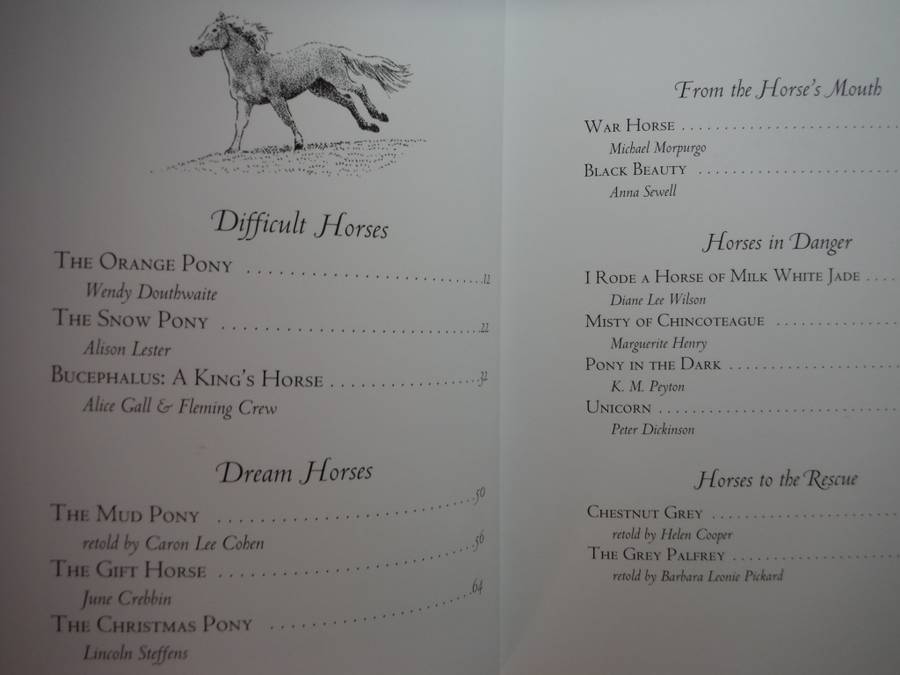 Difficult Horses
The Orange Pony 11
Wendy Douthwaite
The Snow Pony 22
Alison Lester
Bucephalus: A King's Horse 32
Alice Gall & Fleming Crew
Dream Horses
The Mud Pony 50
retold by Caron Lee Cohen
The Gift Horse 56
June Crebbin
The Christmas Pony 64
Lincoln Steffens
From the Horse's Mouth
War Horse
Michael Morpurgo
Black Beauty
Anna Sewell
Horses in Danger
I Rode a Horse of Milk White Jade
Diane Lee Wilson
Misty of Chincoteague
Marguerite Henry
Pony in the Dark
K. M. Peyton
Unicorn
Peter Dickinson
Horses to the Rescue
Chestnut Grey
retold by Helen Cooper
The Grey Palfrey
retold by Barbara Leonie Pickard